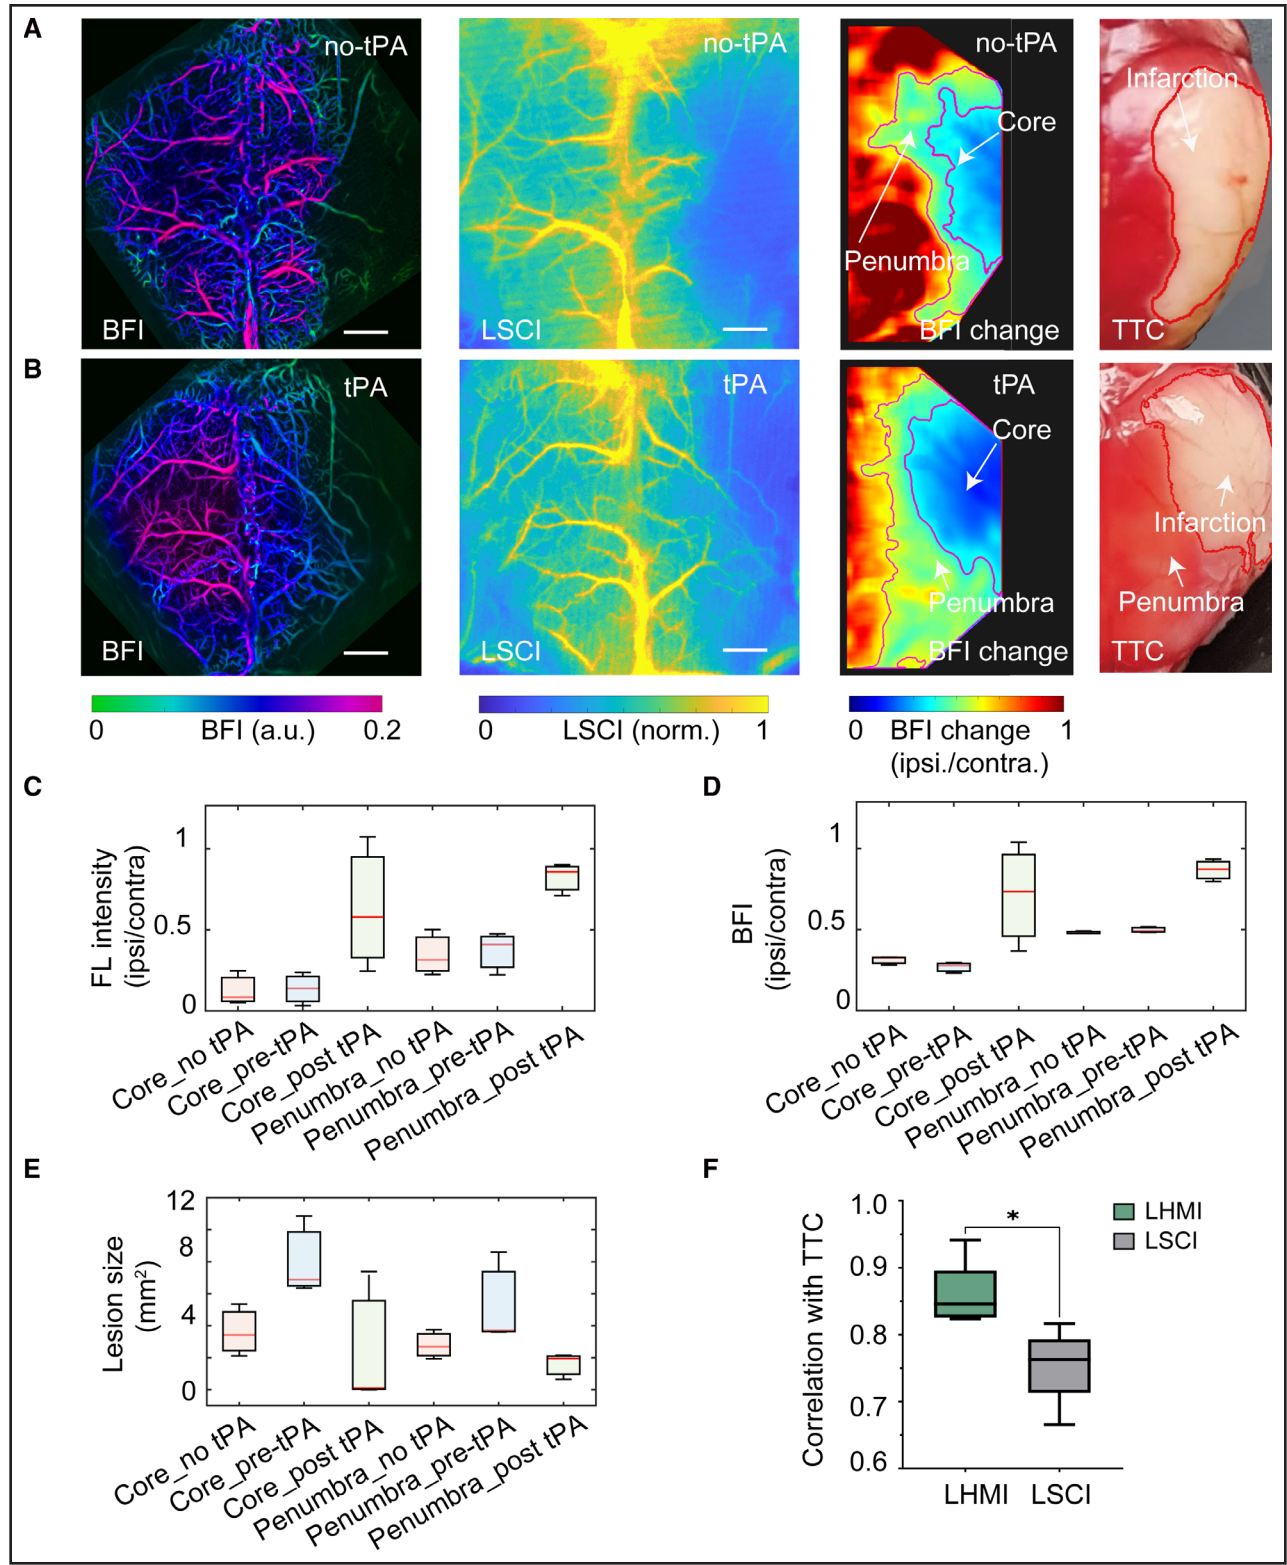 A
no-tPA
BFI
no-tPA
LSCI
no-tPA
Core
Penumbra
BFI change
Infarction
TTC
B
tPA
BFI
tPA
LSCI
tPA
Core
Penumbra
BFI change
Infarction
Penumbra
TTC
0 BFI (a.u.) 0.2
0 LSCI (norm.) 1
0 BFI change 1
(ipsi./contra.)
C
FL intensity
(ipsi/contra)
1
0.5
0
Core_no tPA
Core_pre-tPA
Core_post tPA
Penumbra_no tPA
Penumbra_pre-tPA
Penumbra_post tPA
D
BFI
(ipsi/contra)
1
0.5
0
Core_no tPA
Core_pre-tPA
Core_post tPA
Penumbra_no tPA
Penumbra_pre-tPA
Penumbra_post tPA
E
Lesion size
(mm²)
12
8
4
0
Core_no tPA
Core_pre-tPA
Core_post tPA
Penumbra_no tPA
Penumbra_pre-tPA
Penumbra_post tPA
F
Correlation with TTC
1.0
0.9
0.8
0.7
0.6
*
LHMI
LSCI
LHMI LSCI